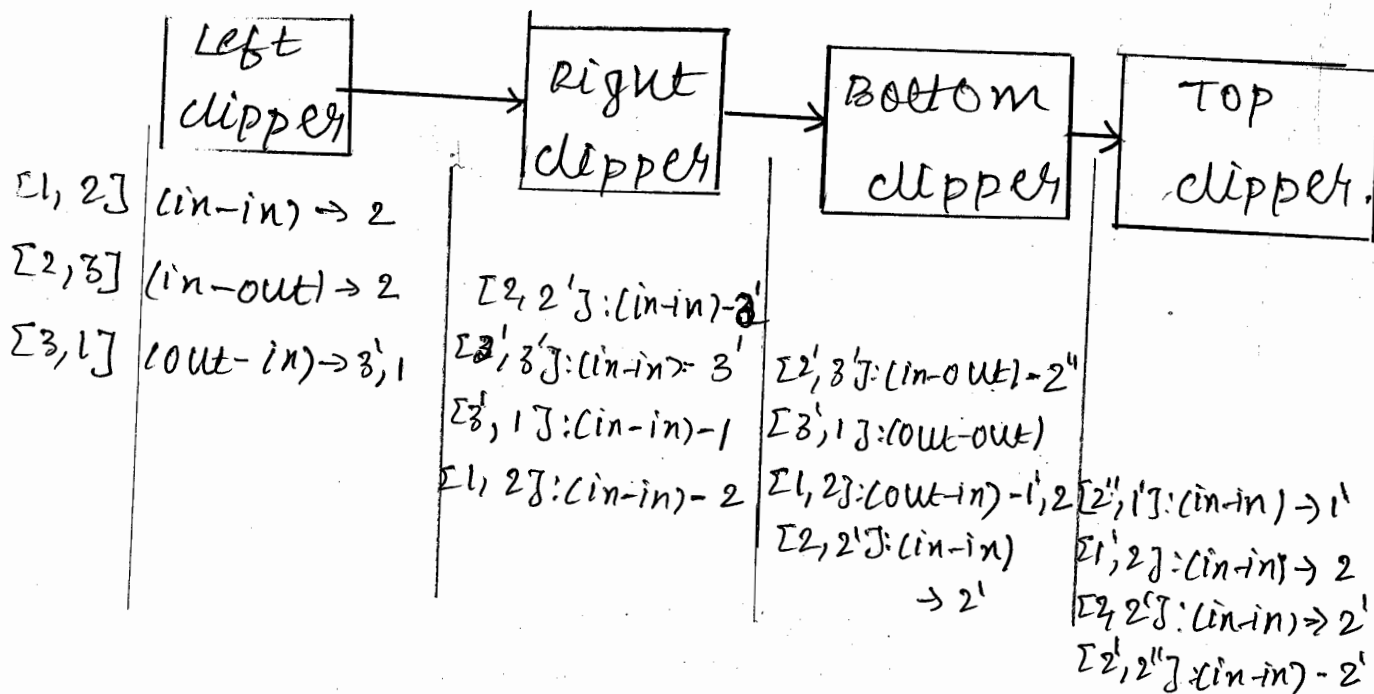 Left
clipper
Right
clipper
Bottom
clipper
TOP
clipper.
[1, 2] (in-in) → 2
[2,3] (in-out) → 2
[3,1] (out-in) → 3',1
[2, 2']:(in-in)-2'
[2', 3']:(in-in)- 3'
[3', 1]:(in-in)-1
[1, 2]:(in-in)- 2
[2', 3']:(in-out)-2"
[3', 1]:(out-out)
[1, 2]:(out-in)-1', 2
[2, 2']:(in-in)
→ 2'
[2", 1']:(in-in) → 1'
[1', 2]:(in-in) → 2
[2, 2']:(in-in) → 2'
[2', 2"]:(in-in) - 2'